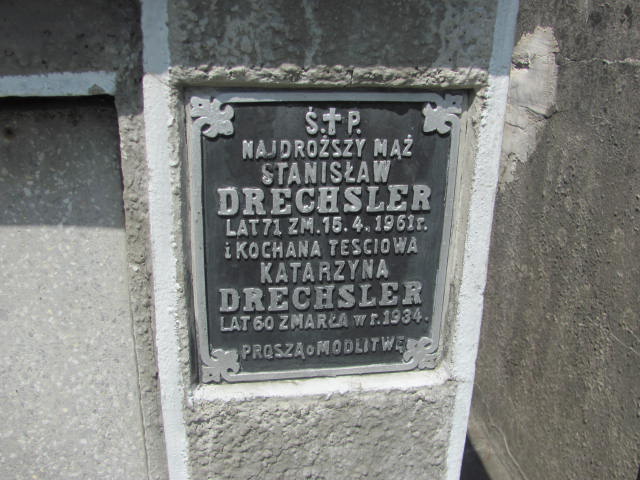 Ś.✝P.
NAJDROŻSZY MĄŻ
STANISŁAW
DRECHSLER
LAT 71 ZM. 15.4.1961 r.
i KOCHANA TEŚCIOWA
KATARZYNA
DRECHSLER
LAT 60 ZMARŁA w r. 1934.
PROSZĄ o MODLITWĘ